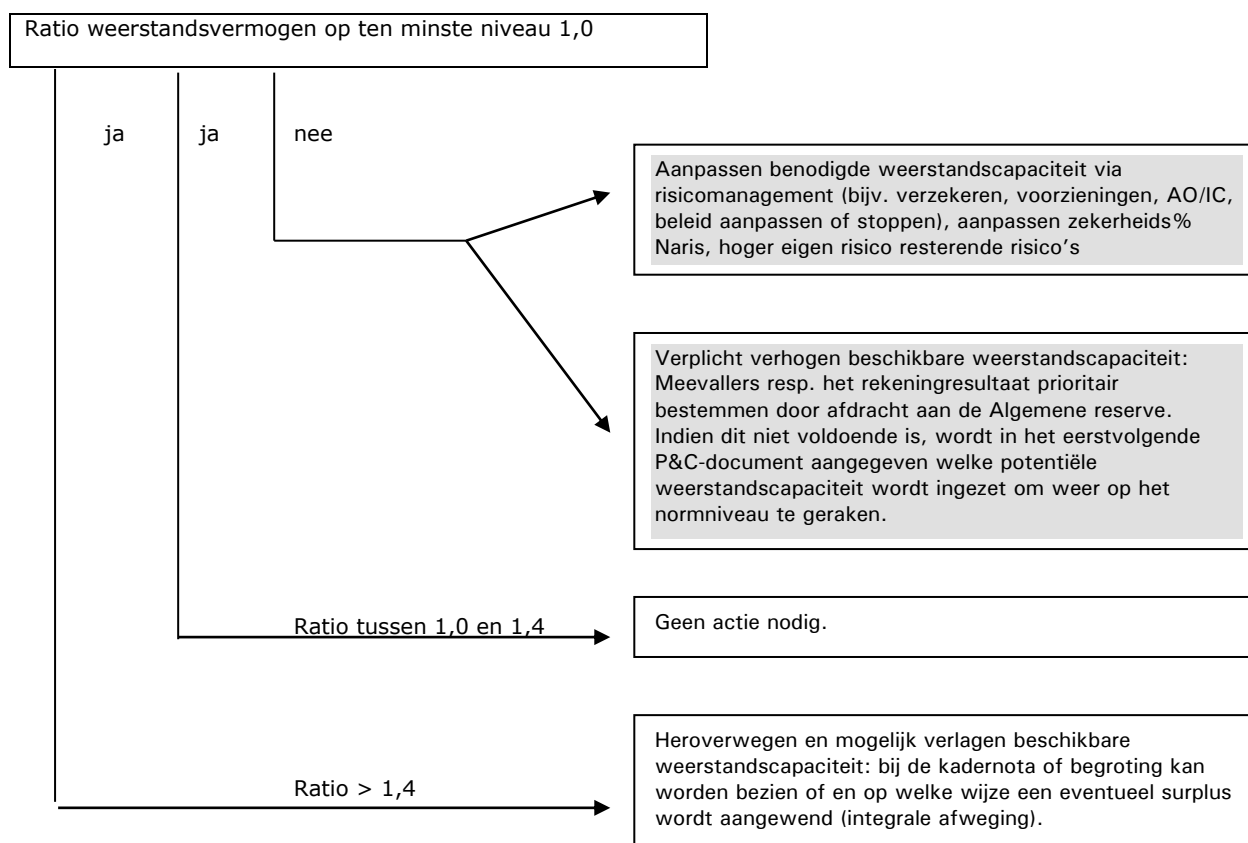 Ratio weerstandsvermogen op ten minste niveau 1,0
ja
ja
nee
Aanpassen benodigde weerstandscapaciteit via
risicomanagement (bijv. verzekeren, voorzieningen, AO/IC,
beleid aanpassen of stoppen), aanpassen zekerheids%
Naris, hoger eigen risico resterende risico's
Verplicht verhogen beschikbare weerstandscapaciteit:
Meevallers resp. het rekeningresultaat prioritair
bestemmen door afdracht aan de Algemene reserve.
Indien dit niet voldoende is, wordt in het eerstvolgende
P&C-document aangegeven welke potentiële
weerstandscapaciteit wordt ingezet om weer op het
normniveau te geraken.
Ratio tussen 1,0 en 1,4
Geen actie nodig.
Ratio > 1,4
Heroverwegen en mogelijk verlagen beschikbare
weerstandscapaciteit: bij de kadernota of begroting kan
worden bezien of en op welke wijze een eventueel surplus
wordt aangewend (integrale afweging).